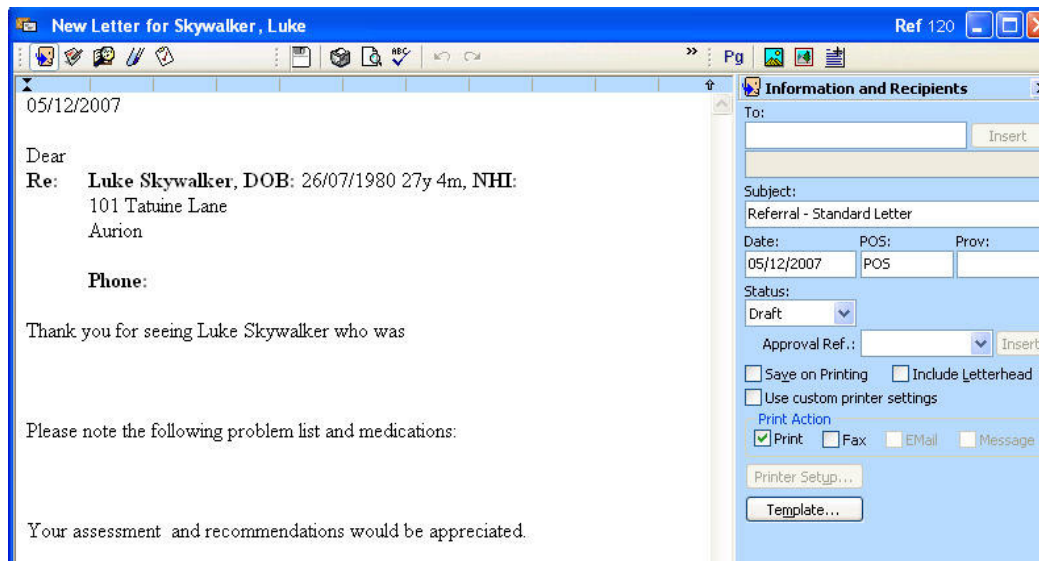 New Letter for Skywalker, Luke Ref 120
ABC » Pg
05/12/2007
Dear
Re: Luke Skywalker, DOB: 26/07/1980 27y 4m, NHI:
101 Tatuine Lane
Aurion
Phone:
Thank you for seeing Luke Skywalker who was
Please note the following problem list and medications:
Your assessment and recommendations would be appreciated.
Information and Recipients
To:
Insert
Subject:
Referral - Standard Letter
Date: POS: Prov:
05/12/2007 POS
Status:
Draft
Approval Ref.: Insert
Save on Printing Include Letterhead
Use custom printer settings
Print Action
Print Fax EMail Message
Printer Setup...
Template...